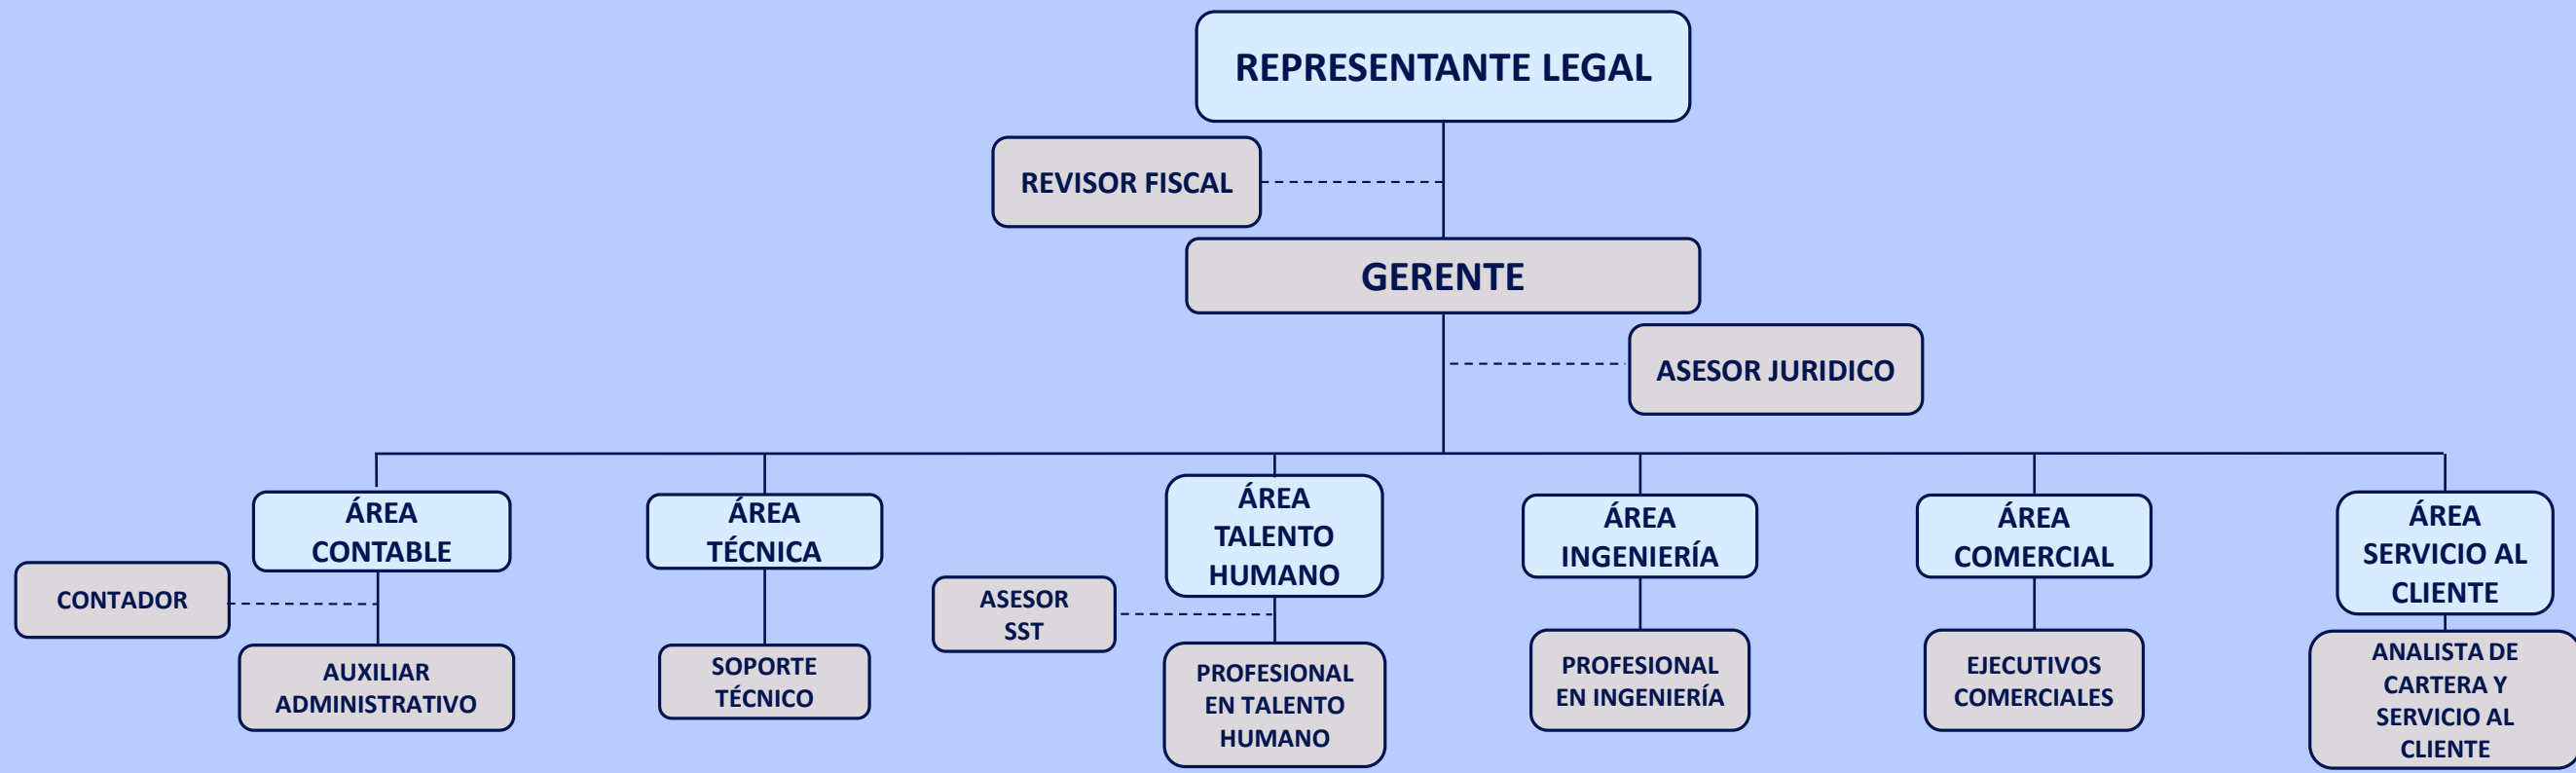 REPRESENTANTE LEGAL
REVISOR FISCAL
GERENTE
ASESOR JURIDICO
ÁREA
CONTABLE
ÁREA
TÉCNICA
ÁREA
TALENTO
HUMANO
ÁREA
INGENIERÍA
ÁREA
COMERCIAL
ÁREA
SERVICIO AL
CLIENTE
CONTADOR
ASESOR
SST
AUXILIAR
ADMINISTRATIVO
SOPORTE
TÉCNICO
PROFESIONAL
EN TALENTO
HUMANO
PROFESIONAL
EN INGENIERÍA
EJECUTIVOS
COMERCIALES
ANALISTA DE
CARTERA Y
SERVICIO AL
CLIENTE